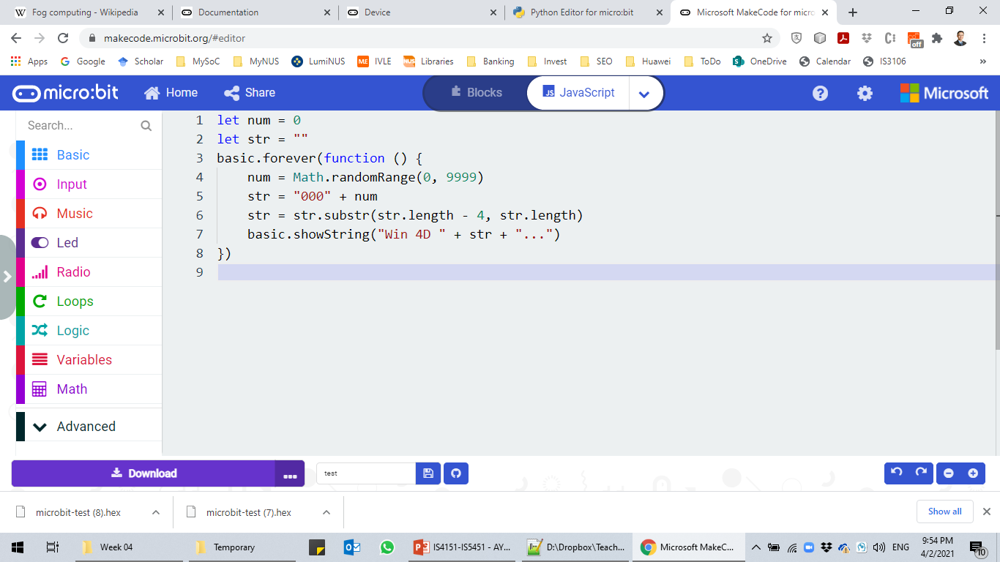 Fog computing - Wikipedia
Documentation
Device
Python Editor for micro:bit
Microsoft MakeCode for micro
makecode.microbit.org/#editor
off
Apps Google Scholar MySoC MyNUS LumiNUS ME IVLE NUS Libraries Banking Invest SEO Huawei ToDo OneDrive Calendar IS3106 »
micro:bit Home Share Blocks JS JavaScript ? Microsoft
Search...
Basic
Input
Music
Led
Radio
Loops
Logic
Variables
Math
Advanced
1 let num = 0
2 let str = ""
3 basic.forever(function () {
4 num = Math.randomRange(0, 9999)
5 str = "000" + num
6 str = str.substr(str.length - 4, str.length)
7 basic.showString("Win 4D " + str + "...")
8 })
9
Download ... test
microbit-test (8).hex microbit-test (7).hex Show all
Week 04 Temporary IS4151-IS5451 - AY... D:\Dropbox\Teach... Microsoft MakeC... ENG 9:54 PM
4/2/2021 10